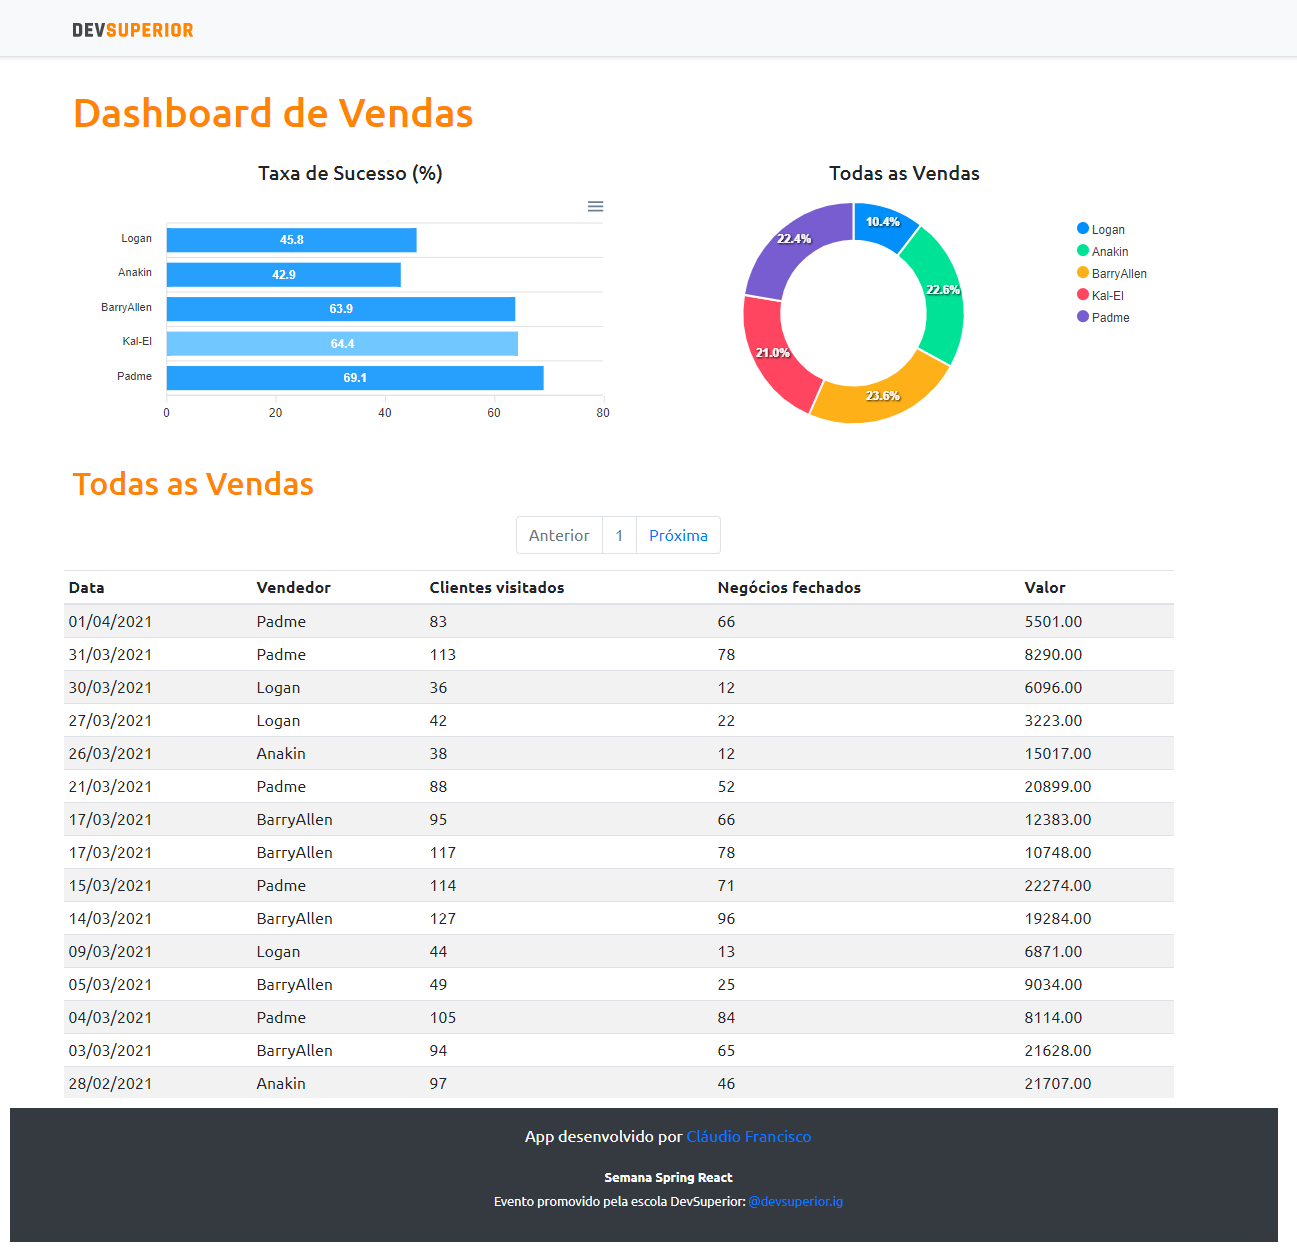 DEVSUPERIOR
Dashboard de Vendas
Taxa de Sucesso (%)
Logan 45.8
Anakin 42.9
BarryAllen 63.9
Kal-El 64.4
Padme 69.1
0 20 40 60 80
Todas as Vendas
10.4%
22.6%
23.6%
21.0%
22.4%
Logan
Anakin
BarryAllen
Kal-El
Padme
Todas as Vendas
Anterior 1 Próxima
Data Vendedor Clientes visitados Negócios fechados Valor
01/04/2021 Padme 83 66 5501.00
31/03/2021 Padme 113 78 8290.00
30/03/2021 Logan 36 12 6096.00
27/03/2021 Logan 42 22 3223.00
26/03/2021 Anakin 38 12 15017.00
21/03/2021 Padme 88 52 20899.00
17/03/2021 BarryAllen 95 66 12383.00
17/03/2021 BarryAllen 117 78 10748.00
15/03/2021 Padme 114 71 22274.00
14/03/2021 BarryAllen 127 96 19284.00
09/03/2021 Logan 44 13 6871.00
05/03/2021 BarryAllen 49 25 9034.00
04/03/2021 Padme 105 84 8114.00
03/03/2021 BarryAllen 94 65 21628.00
28/02/2021 Anakin 97 46 21707.00
App desenvolvido por Cláudio Francisco
Semana Spring React
Evento promovido pela escola DevSuperior: @devsuperior.ig